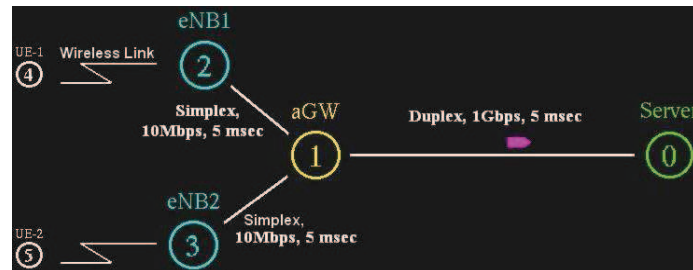 eNB1
UE-1 Wireless Link
4
2
Simplex,
10Mbps, 5 msec
aGW
Duplex, 1Gbps, 5 msec
Server
1
0
eNB2
UE-2
Simplex,
10Mbps, 5 msec
3
5